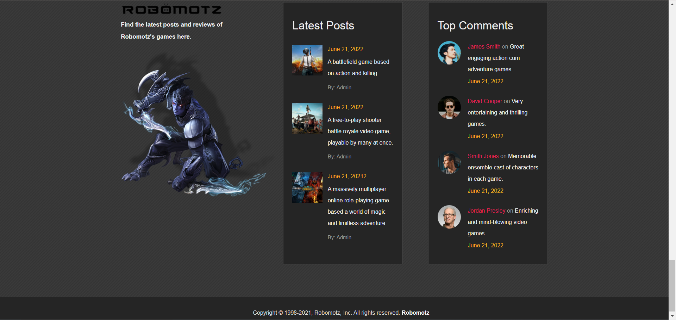 ROBOMOTZ
Find the latest posts and reviews of
Robomotz's games here.
Latest Posts
June 21, 2022
A battlefield game based
on action and killing
By: Admin
June 21, 2022
A free-to-play shooter
battle royale video game
playable by many at once.
By: Admin
June 21, 20212
A massively multiplayer
online role-playing game
based a world of magic
and limitless adventure
By: Admin
Top Comments
James Smith on Great
engaging action cum
adventure games
June 21, 2022
David Cooper on Very
entertaining and thrilling
games.
June 21, 2022
Smith Jones on Memorable
ensemble cast of characters
in each game.
June 21, 2022
Jordan Presley on Enriching
and mind-blowing video
games
June 21, 2022
Copyright © 1998-2021, Robomotz, Inc. All rights reserved. Robomotz